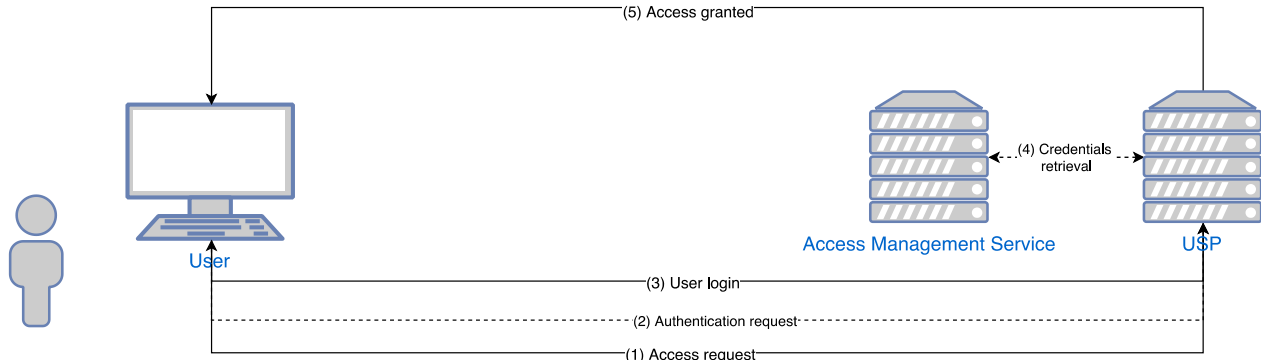 (5) Access granted
(4) Credentials
retrieval
Access Management Service
USP
User
(3) User login
(2) Authentication request
(1) Access request